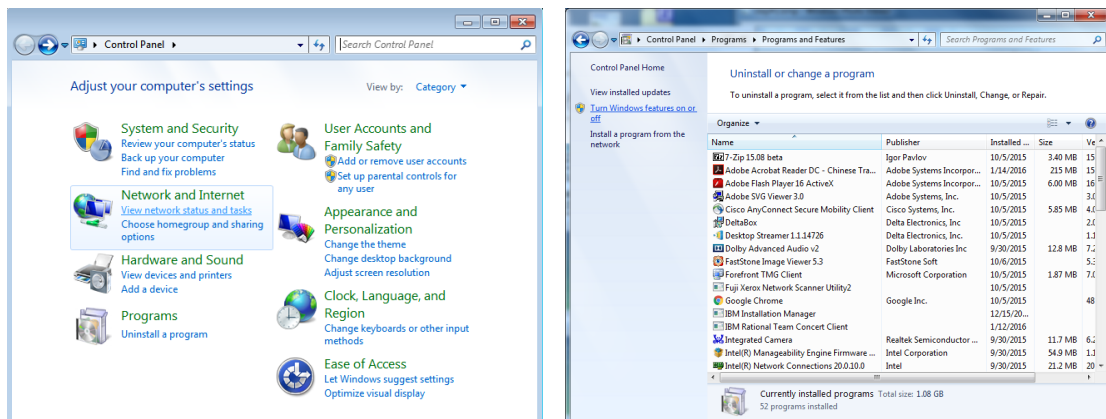 Control Panel
Search Control Panel
Adjust your computer's settings
View by: Category
System and Security
Review your computer's status
Back up your computer
Find and fix problems
Network and Internet
View network status and tasks
Choose homegroup and sharing
options
Hardware and Sound
View devices and printers
Add a device
Programs
Uninstall a program
User Accounts and
Family Safety
Add or remove user accounts
Set up parental controls for
any user
Appearance and
Personalization
Change the theme
Change desktop background
Adjust screen resolution
Clock, Language, and
Region
Change keyboards or other input
methods
Ease of Access
Let Windows suggest settings
Optimize visual display
Control Panel Programs Programs and Features
Search Programs and Features
Control Panel Home
View installed updates
Turn Windows features on or
off
Install a program from the
network
Uninstall or change a program
To uninstall a program, select it from the list and then click Uninstall, Change, or Repair.
Organize
Name Publisher Installed ... Size Ve
7-Zip 15.08 beta Igor Pavlov 10/5/2015 3.40 MB 15
Adobe Acrobat Reader DC - Chinese Tra... Adobe Systems Incorpor... 1/14/2016 215 MB 15
Adobe Flash Player 16 ActiveX Adobe Systems Incorpor... 10/5/2015 6.00 MB 16
Adobe SVG Viewer 3.0 Adobe Systems, Inc. 10/5/2015 3.0
Cisco AnyConnect Secure Mobility Client Cisco Systems, Inc. 10/5/2015 5.85 MB 4.0
DeltaBox Delta Electronics, Inc 10/5/2015 2.0
Desktop Streamer 1.1.14726 Delta Electronics, Inc. 10/5/2015 1.1
Dolby Advanced Audio v2 Dolby Laboratories Inc 9/30/2015 12.8 MB 7.2
FastStone Image Viewer 5.3 FastStone Soft 10/6/2015 5.3
Forefront TMG Client Microsoft Corporation 10/5/2015 1.87 MB 7.0
Fuji Xerox Network Scanner Utility2 10/5/2015
Google Chrome Google Inc. 10/5/2015 48
IBM Installation Manager 12/15/20...
IBM Rational Team Concert Client 1/12/2016
Integrated Camera Realtek Semiconductor ... 9/30/2015 11.7 MB 6.2
Intel(R) Manageability Engine Firmware ... Intel Corporation 9/30/2015 54.9 MB 1.1
Intel(R) Network Connections 20.0.10.0 Intel 9/30/2015 21.2 MB 20
Currently installed programs Total size: 1.08 GB
52 programs installed